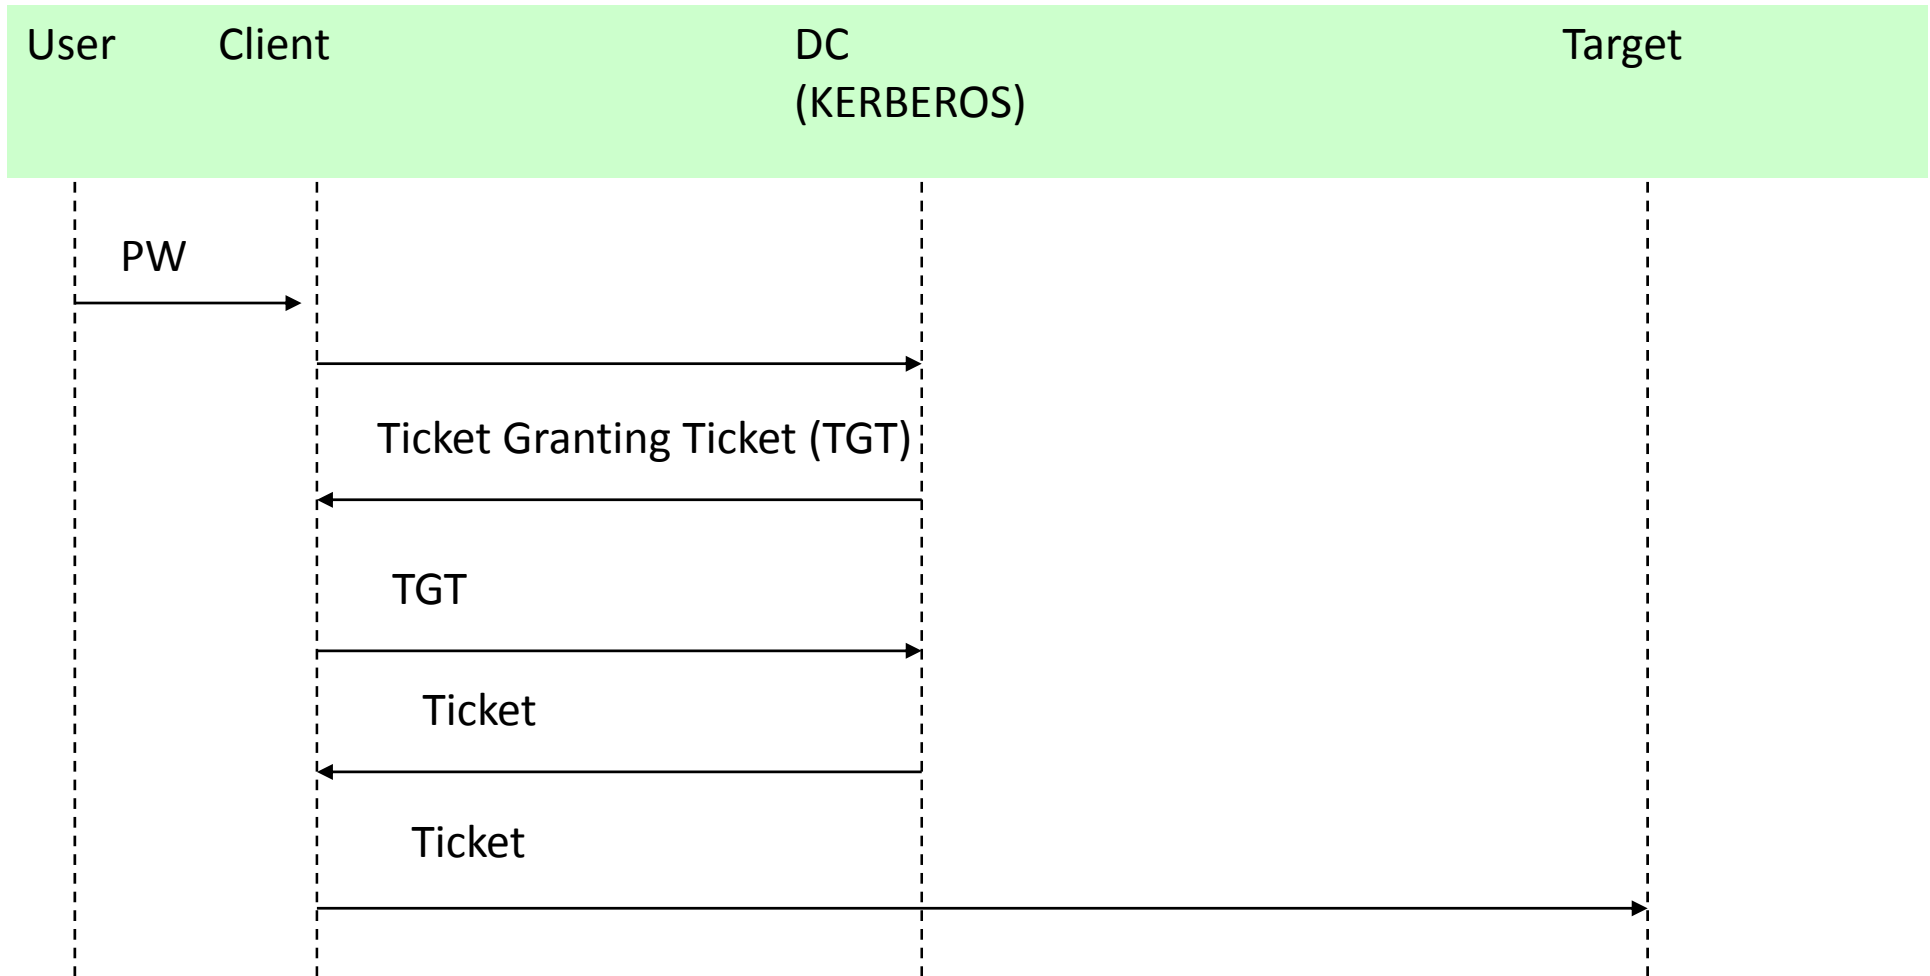 User
Client
DC
(KERBEROS)
Target
PW
Ticket Granting Ticket (TGT)
TGT
Ticket
Ticket